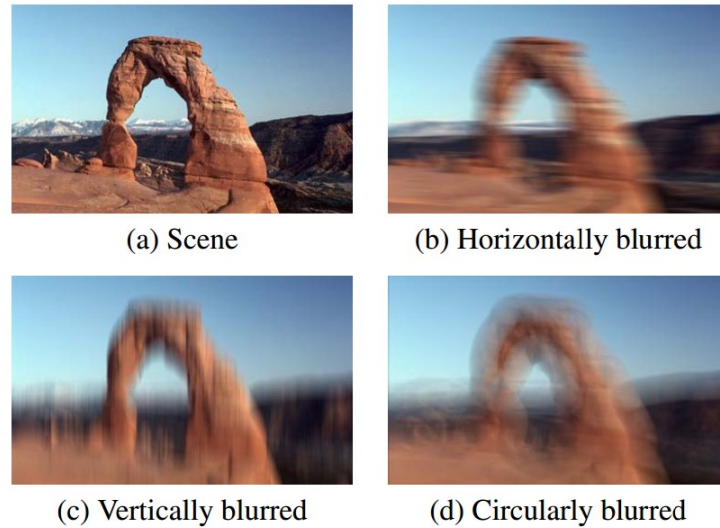 (a) Scene
(b) Horizontally blurred
(c) Vertically blurred
(d) Circularly blurred